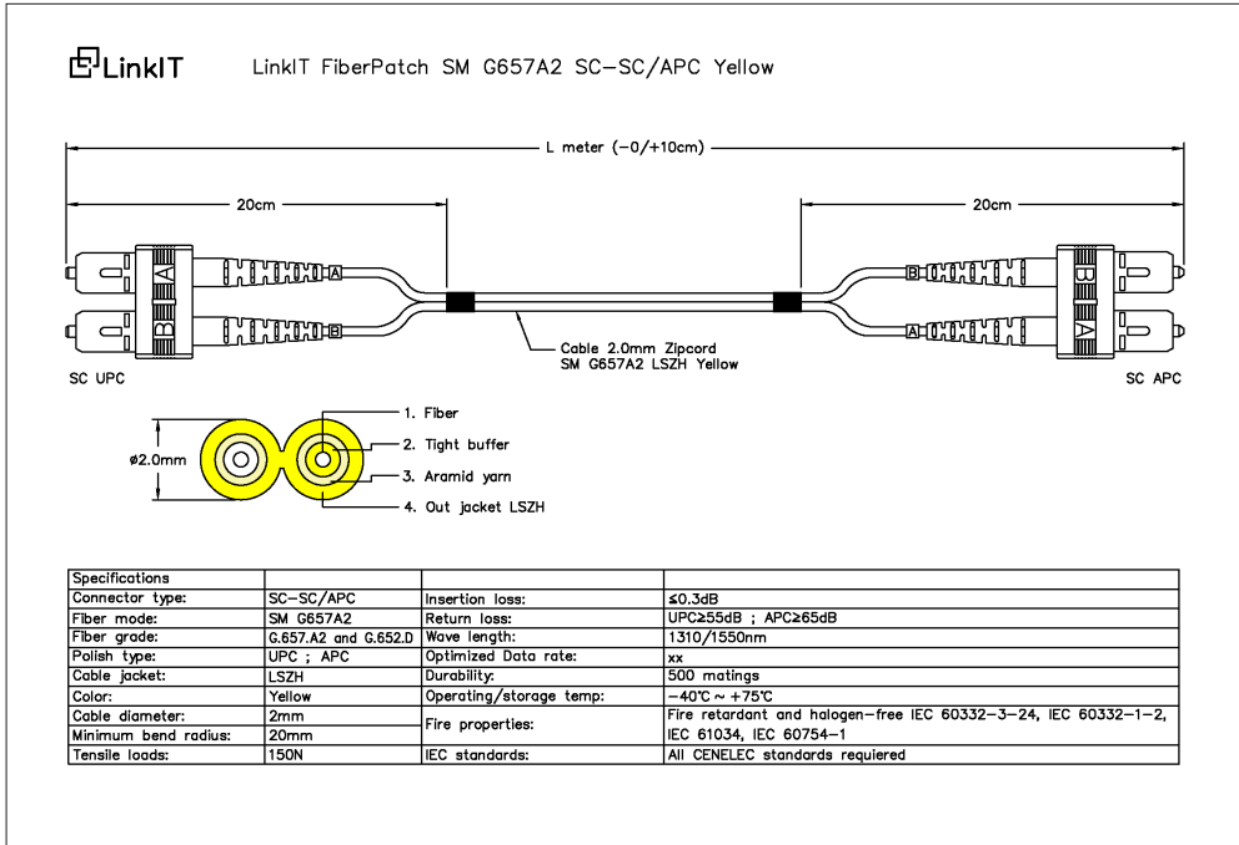 LinkIT
LinkIT FiberPatch SM G657A2 SC-SC/APC Yellow
L meter (-0/+10cm)
20cm
20cm
A
A
B
B
B
B
A
A
SC UPC
SC APC
Cable 2.0mm Zipcord
SM G657A2 LSZH Yellow
ø2.0mm
1. Fiber
2. Tight buffer
3. Aramid yarn
4. Out jacket LSZH
Specifications
Connector type: SC-SC/APC Insertion loss: ≤0.3dB
Fiber mode: SM G657A2 Return loss: UPC≥55dB ; APC≥65dB
Fiber grade: G.657.A2 and G.652.D Wave length: 1310/1550nm
Polish type: UPC ; APC Optimized Data rate: xx
Cable jacket: LSZH Durability: 500 matings
Color: Yellow Operating/storage temp: -40℃ ~ +75℃
Cable diameter: 2mm Fire properties: Fire retardant and halogen-free IEC 60332-3-24, IEC 60332-1-2,
Minimum bend radius: 20mm IEC 61034, IEC 60754-1
Tensile loads: 150N IEC standards: All CENELEC standards requiered